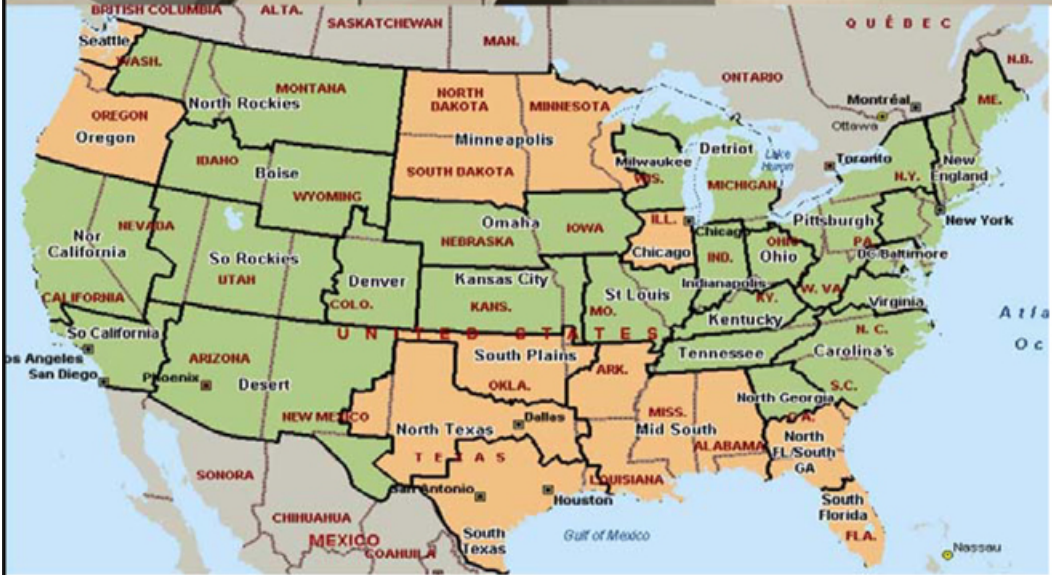 BRITISH COLUMBIA
ALTA.
SASKATCHEWAN
MAN.
ONTARIO
QUÉBEC
N.B.
Seattle
WASH.
MONTANA
North Rockies
NORTH
DAKOTA
MINNESOTA
Montréal
Ottawa
ME.
OREGON
Oregon
Minneapolis
Detriot
Lake
Huron
Toronto
IDAHO
Boise
WYOMING
SOUTH DAKOTA
Milwaukee
WIS.
MICHIGAN
N.Y.
New
England
NEVADA
Nor
California
So Rockies
UTAH
Omaha
NEBRASKA
IOWA
ILL.
Chicago
Chicago
OHIO
Ohio
Pittsburgh
PA.
New York
DC/Baltimore
Denver
COLO.
Kansas City
KANS.
St Louis
MO.
IND.
Indianapolis
KY.
W. VA.
Virginia
CALIFORNIA
So California
os Angeles
San Diego
UNITED STATES
Kentucky
Tennessee
N. C.
Carolina's
S.C.
Atla
Oc
ARIZONA
Phoenix
Desert
NEW MEXICO
South Plains
OKLA.
ARK.
North Texas
Dallas
TEXAS
MISS.
Mid South
ALABAMA
North Georgia
GA.
North
FL/South
GA
SONORA
San Antonio
Houston
LOUISIANA
South
Florida
FLA.
CHIHUAHUA
MEXICO
COAHUILA
South
Texas
Gulf of Mexico
Nassau